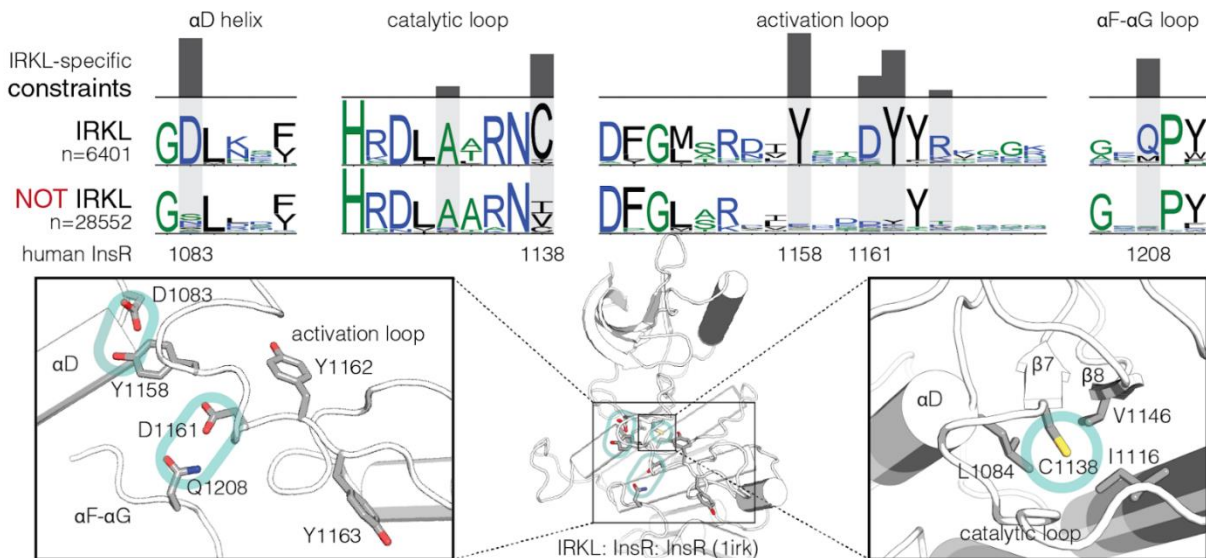 αD helix
catalytic loop
activation loop
αF-αG loop
IRKL-specific
constraints
IRKL
n=6401
NOT IRKL
n=28552
human InsR
1083
1138
1158
1161
1208
D1083
αD
Y1158
activation loop
Y1162
D1161
Q1208
αF-αG
Y1163
IRKL: InsR: InsR (1irk)
β7
β8
αD
V1146
L1084
C1138
I1116
catalytic loop